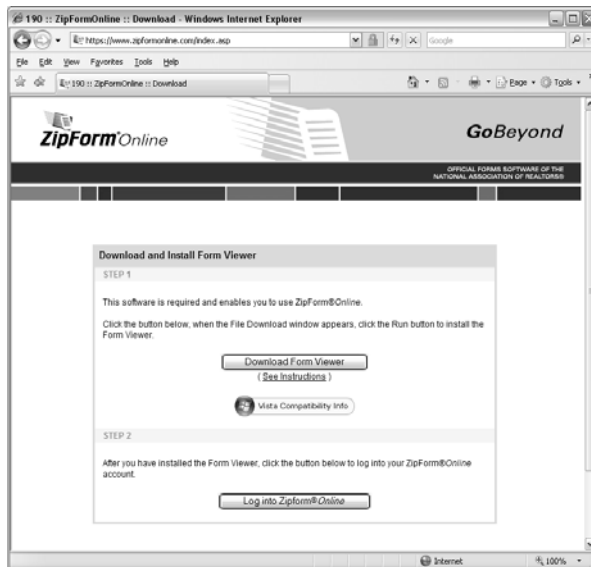 190 :: ZipFormOnline :: Download - Windows Internet Explorer
https://www.zipformonline.com/index.asp
Google
File Edit View Favorites Tools Help
190 :: ZipFormOnline :: Download
Page Tools
ZipForm®Online
GoBeyond
OFFICIAL FORMS SOFTWARE OF THE
NATIONAL ASSOCIATION OF REALTORS®
Download and Install Form Viewer
STEP 1
This software is required and enables you to use ZipForm®Online.
Click the button below, when the File Download window appears, click the Run button to install the
Form Viewer.
Download Form Viewer
( See Instructions )
Vista Compatibility Info
STEP 2
After you have installed the Form Viewer, click the button below to log into your ZipForm®Online
account.
Log into Zipform®Online
Internet
100%